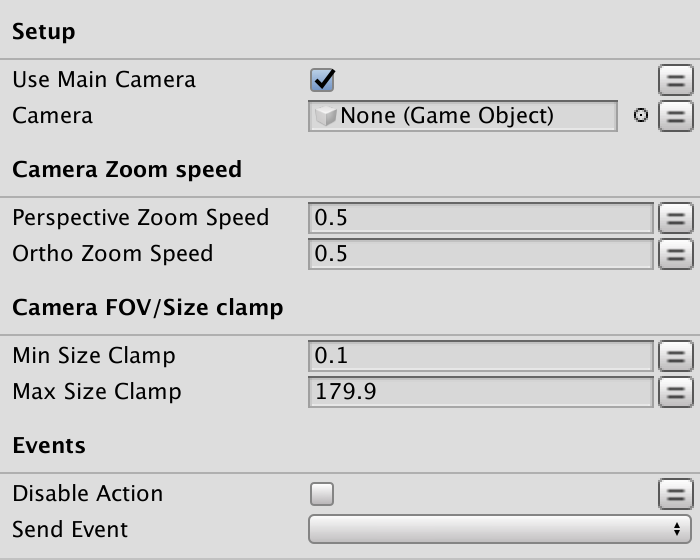 Setup
Use Main Camera
Camera None (Game Object)
Camera Zoom speed
Perspective Zoom Speed 0.5
Ortho Zoom Speed 0.5
Camera FOV/Size clamp
Min Size Clamp 0.1
Max Size Clamp 179.9
Events
Disable Action
Send Event